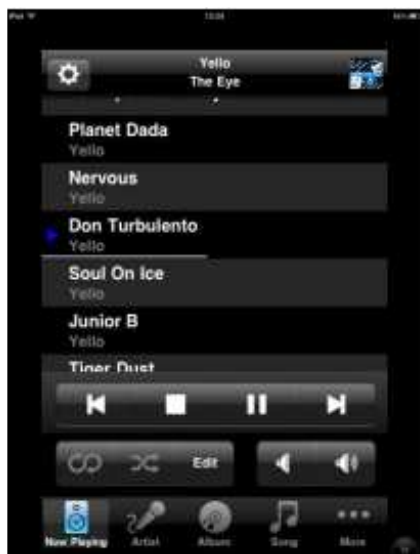 iPad
Yello
The Eye
Planet Dada
Yello
Nervous
Yello
Don Turbulento
Yello
Soul On Ice
Yello
Junior B
Yello
Tiger Dust
Edit
Now Playing
Artist
Album
Song
More